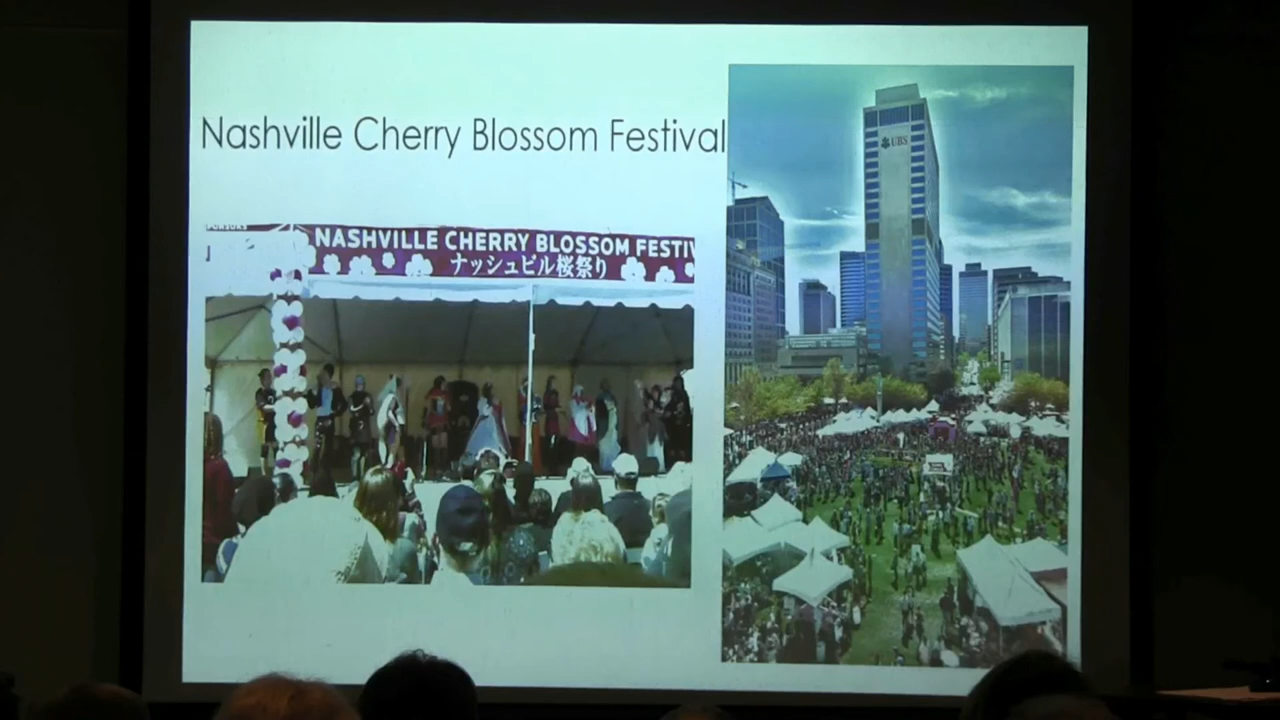 Nashville Cherry Blossom Festival
NASHVILLE CHERRY BLOSSOM FESTIV
ナッシュビル桜祭り
UBS